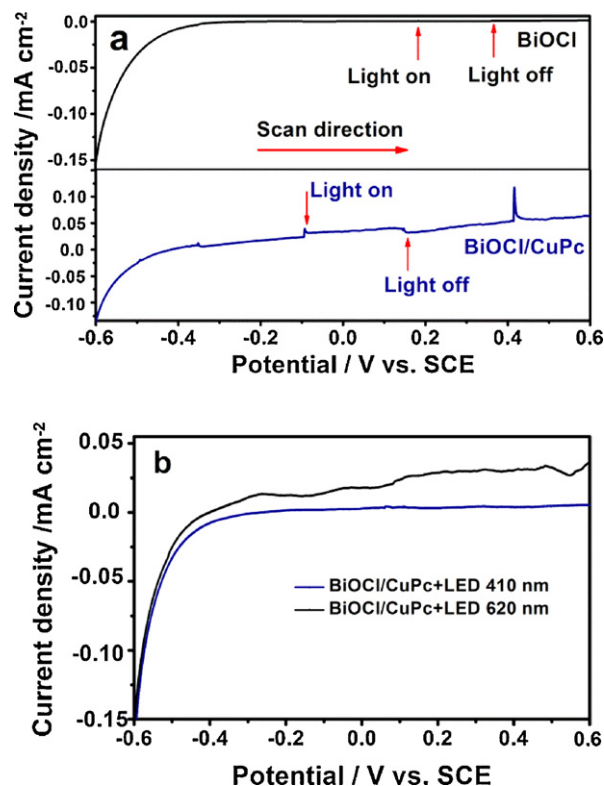 a
Current density /mA cm-2
0.00
-0.05
-0.10
-0.15
BiOCl
Light on
Light off
Scan direction
0.10
0.05
0.0
-0.05
0.10
Light on
BiOCl/CuPc
Light off
-0.6 -0.4 -0.2 0.0 0.2 0.4 0.6
Potential / V vs. SCE
b
Current density /mA cm-2
0.05
0.0
-0.05
-0.10
-0.15
BiOCl/CuPc+LED 410 nm
BiOCl/CuPc+LED 620 nm
-0.6 -0.4 -0.2 0.0 0.2 0.4 0.6
Potential / V vs. SCE